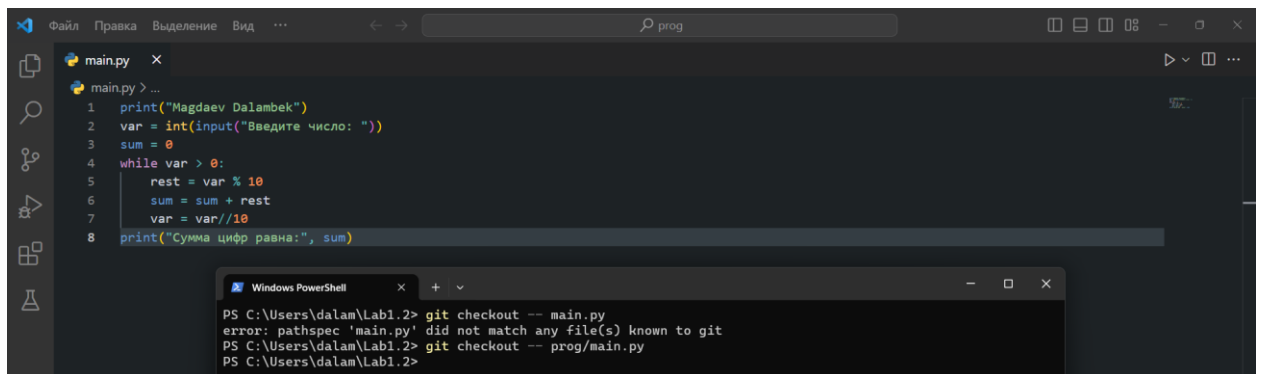 Файл Правка Выделение Вид ··· prog
main.py
main.py > ...
1 print("Magdaev Dalambek")
2 var = int(input("Введите число: "))
3 sum = 0
4 while var > 0:
5 rest = var % 10
6 sum = sum + rest
7 var = var//10
8 print("Сумма цифр равна:", sum)
Windows PowerShell
PS C:\Users\dalam\Lab1.2> git checkout -- main.py
error: pathspec 'main.py' did not match any file(s) known to git
PS C:\Users\dalam\Lab1.2> git checkout -- prog/main.py
PS C:\Users\dalam\Lab1.2>